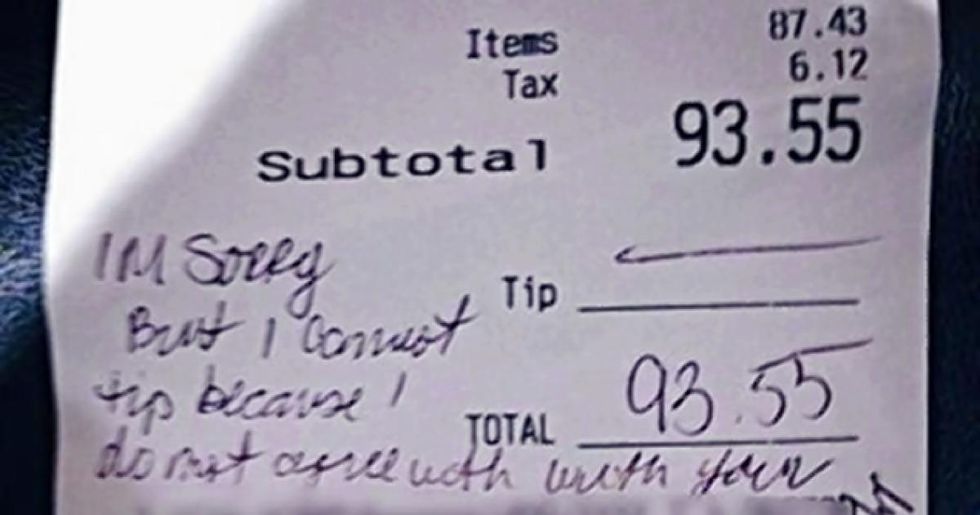 Items 87.43
Tax 6.12
Subtotal 93.55
IM Sorry
But I Cannot
Tip
tip because I
TOTAL 93.55
do not agree with with your